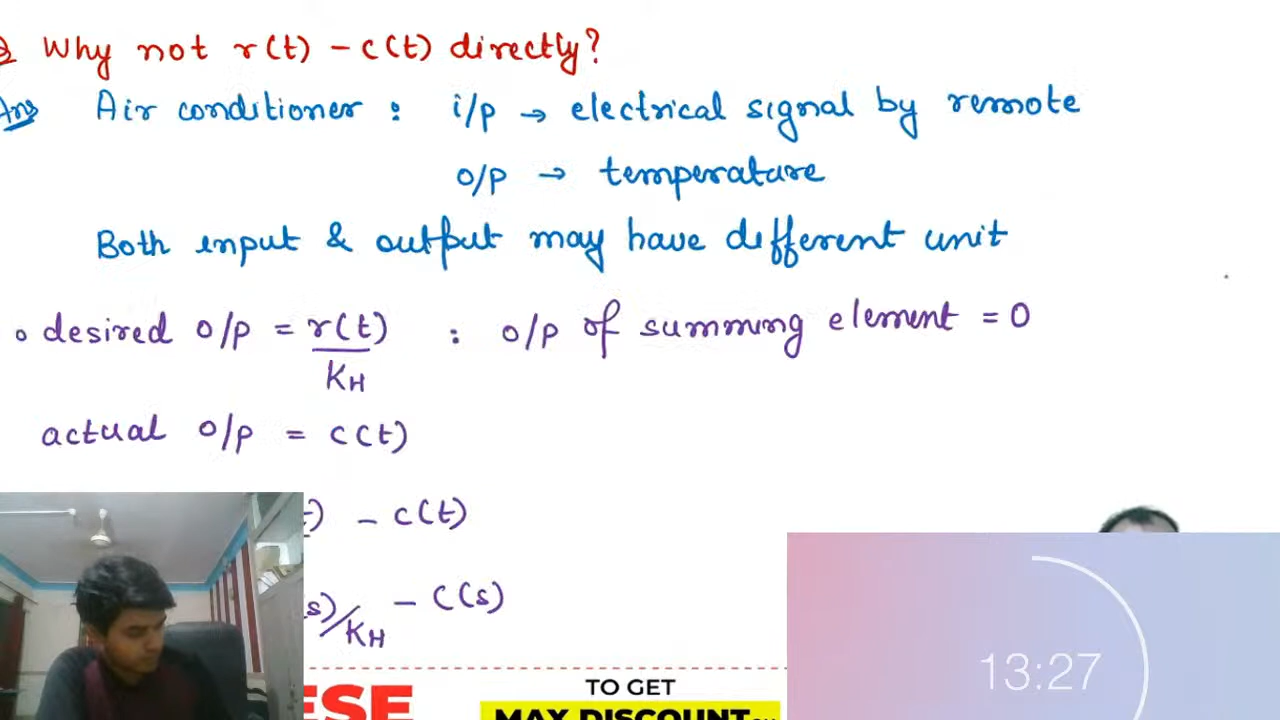 Why not r(t) - c(t) directly?
Ans Air conditioner : i/p → electrical signal by remote
o/p → temperature
Both input & output may have different unit
o desired o/p = r(t)/KH : o/p of summing element = 0
actual o/p = c(t)
) - c(t)
s)/KH - C(s)
ESE
TO GET
MAX DISCOUNT
13:27